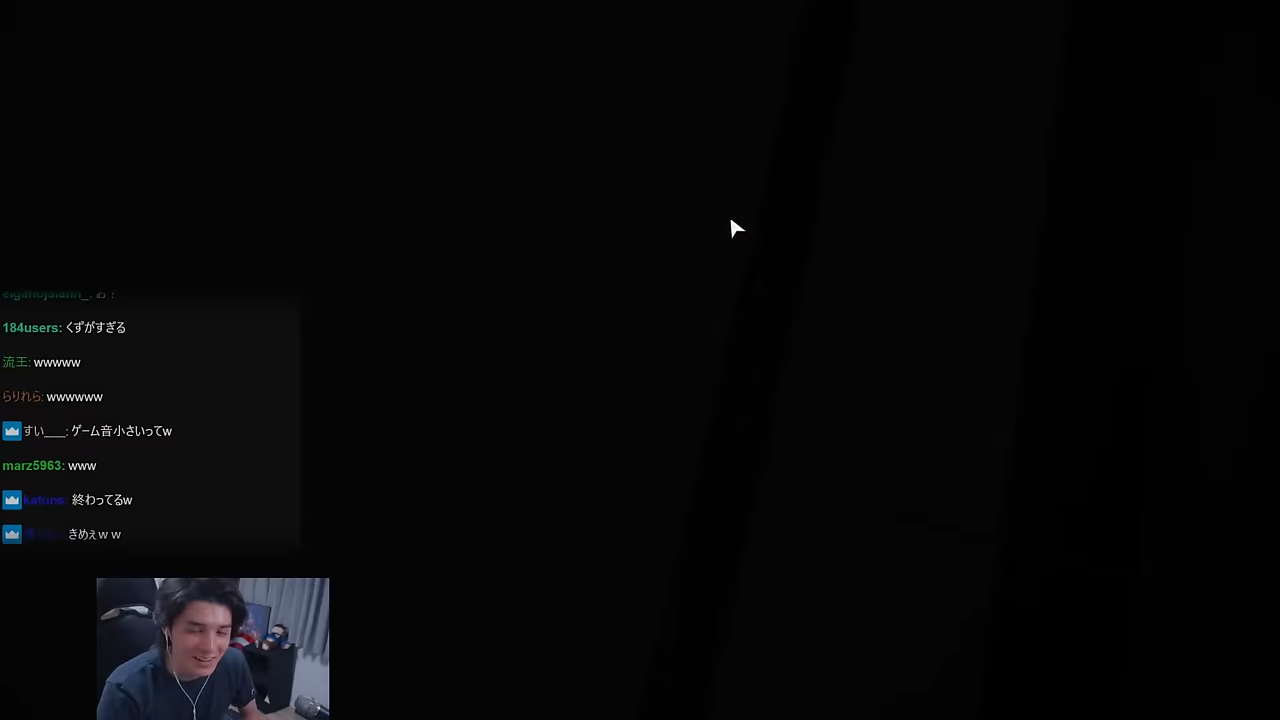 184users: くずがすぎる
流王: wwwww
らりれら: wwwwww
すい___: ゲーム音小さいってw
marz5963: www
katons: 終わってるw
きめぇｗｗ